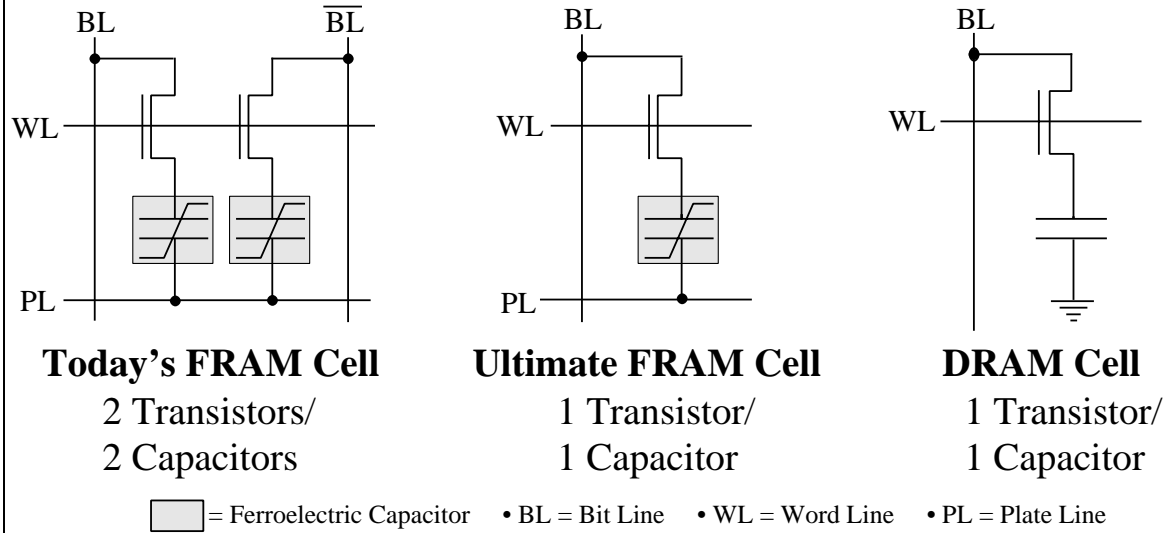 BL
B̅L̅
BL
BL
WL
WL
WL
PL
PL
Today's FRAM Cell
2 Transistors/
2 Capacitors
Ultimate FRAM Cell
1 Transistor/
1 Capacitor
DRAM Cell
1 Transistor/
1 Capacitor
= Ferroelectric Capacitor • BL = Bit Line • WL = Word Line • PL = Plate Line